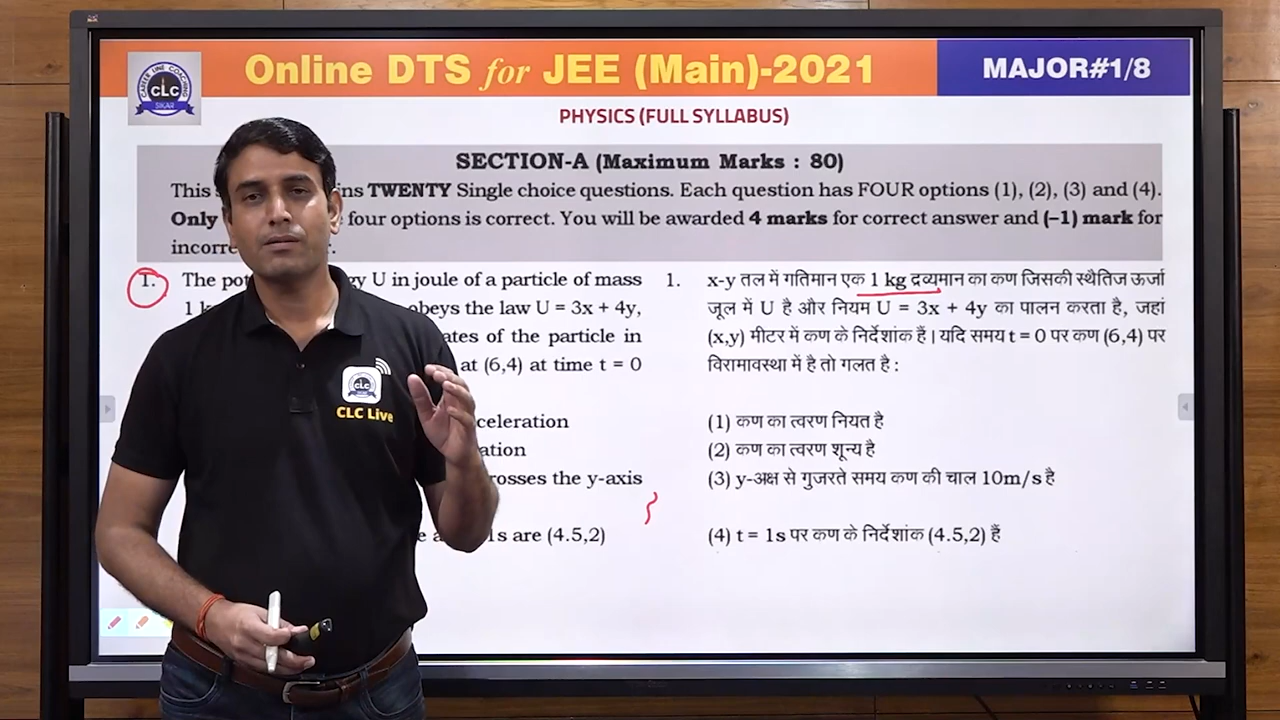 Online DTS for JEE (Main)-2021
MAJOR#1/8
CAREER LINE COACHING
CLC
SIKAR
PHYSICS (FULL SYLLABUS)
SECTION-A (Maximum Marks : 80)
This ins TWENTY Single choice questions. Each question has FOUR options (1), (2), (3) and (4).
Only four options is correct. You will be awarded 4 marks for correct answer and (–1) mark for
incorre r.
1. The pot gy U in joule of a particle of mass
1 k obeys the law U = 3x + 4y,
ates of the particle in
at (6,4) at time t = 0
celeration
ation
rosses the y-axis
1s are (4.5,2)
1. x-y तल में गतिमान एक 1 kg द्रव्यमान का कण जिसकी स्थैतिज ऊर्जा
जूल में U है और नियम U = 3x + 4y का पालन करता है, जहां
(x,y) मीटर में कण के निर्देशांक हैं। यदि समय t = 0 पर कण (6,4) पर
विरामावस्था में है तो गलत है :
(1) कण का त्वरण नियत है
(2) कण का त्वरण शून्य है
(3) y-अक्ष से गुजरते समय कण की चाल 10m/s है
(4) t = 1s पर कण के निर्देशांक (4.5,2) हैं
CLC
CLC Live